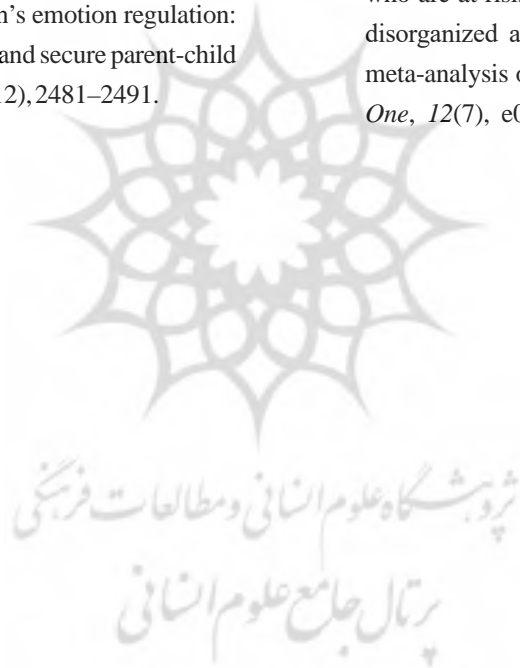 n's emotion regulation:
and secure parent-child
12), 2481–2491.
disorganized a
meta-analysis o
One, 12(7), e0
پژوهشگاه علوم انسانی و مطالعات فرهنگی
پرتال جامع علوم انسانی